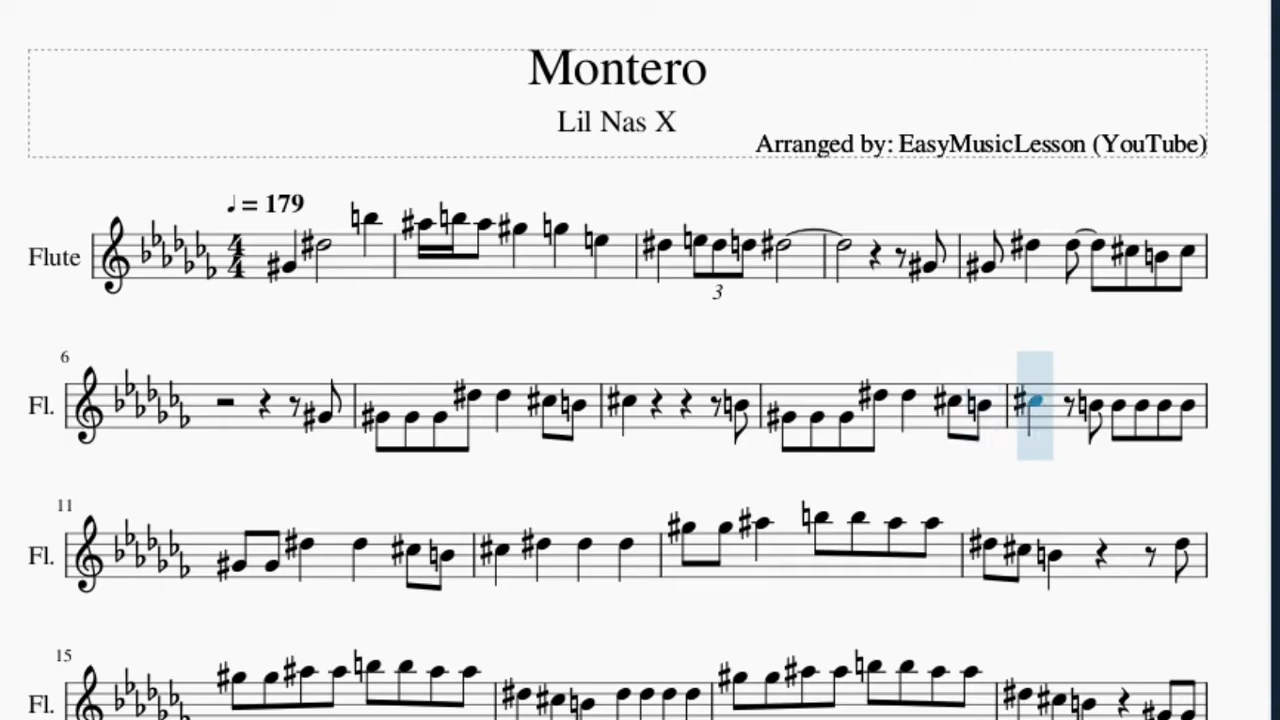 Montero
Lil Nas X
Arranged by: EasyMusicLesson (YouTube)
♩ = 179
Flute
4
4
3
6
Fl.
11
Fl.
15
Fl.